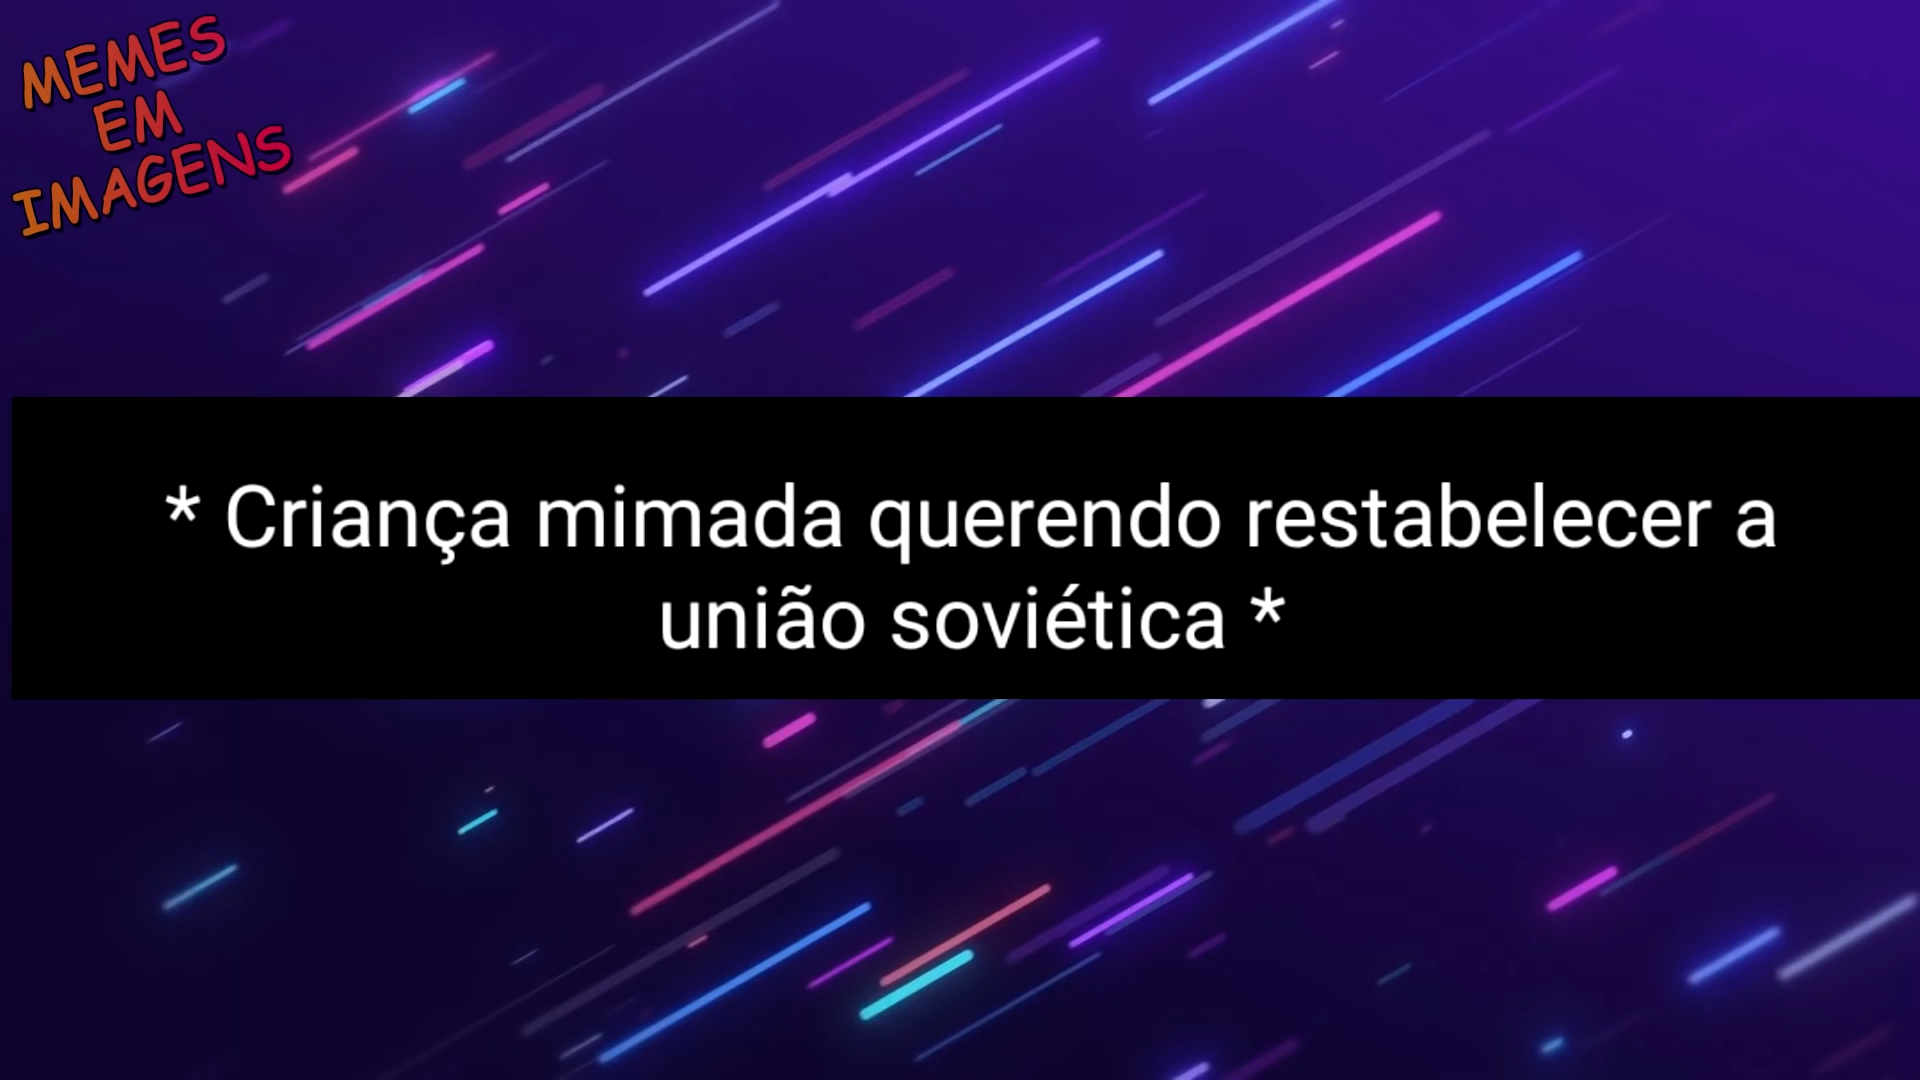 MEMES
EM
IMAGENS
* Criança mimada querendo restabelecer a
união soviética *